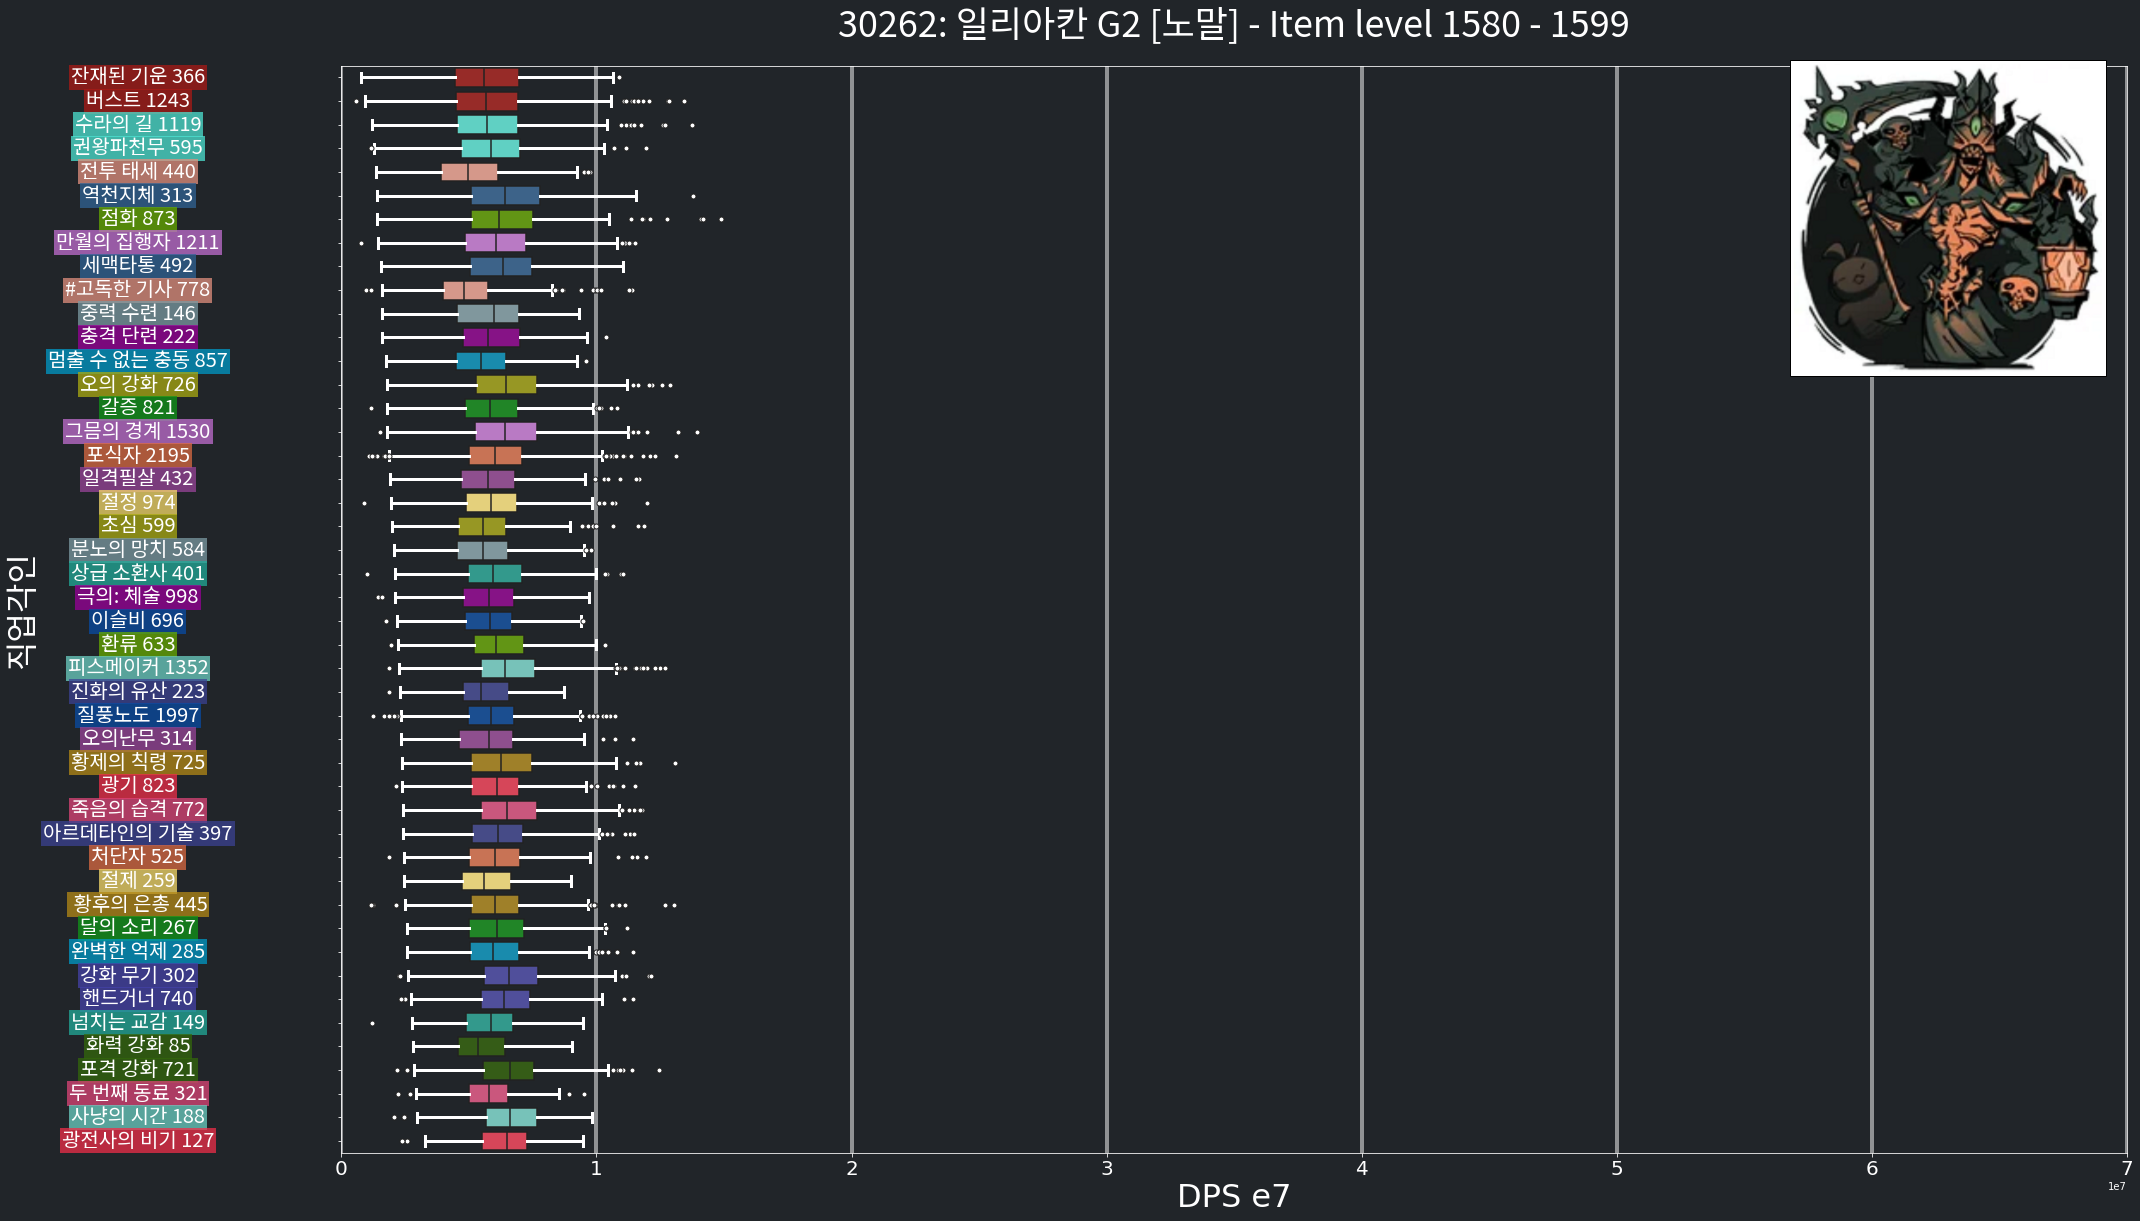 30262: 일리아칸 G2 [노말] - Item level 1580 - 1599
잔재된 기운 366
버스트 1243
수라의 길 1119
권왕파천무 595
전투 태세 440
역천지체 313
점화 873
만월의 집행자 1211
세맥타통 492
#고독한 기사 778
중력 수련 146
충격 단련 222
멈출 수 없는 충동 857
오의 강화 726
갈증 821
그믐의 경계 1530
포식자 2195
일격필살 432
절정 974
초심 599
분노의 망치 584
상급 소환사 401
극의: 체술 998
이슬비 696
환류 633
피스메이커 1352
진화의 유산 223
질풍노도 1997
오의난무 314
황제의 칙령 725
광기 823
죽음의 습격 772
아르데타인의 기술 397
처단자 525
절제 259
황후의 은총 445
달의 소리 267
완벽한 억제 285
강화 무기 302
핸드거너 740
넘치는 교감 149
화력 강화 85
포격 강화 721
두 번째 동료 321
사냥의 시간 188
광전사의 비기 127
직업각인
0 1 2 3 4 5 6 7
DPS e7
1e7